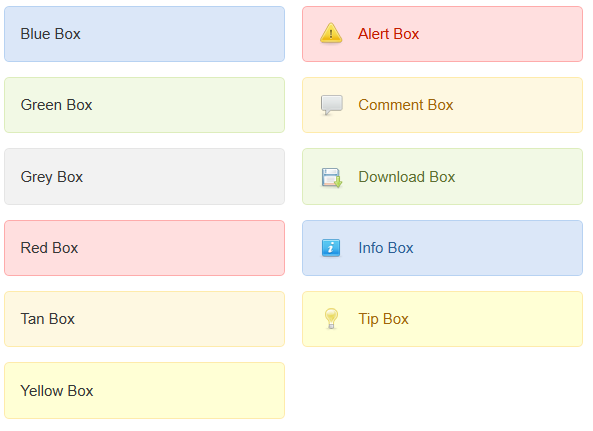 Blue Box
Alert Box
Green Box
Comment Box
Grey Box
Download Box
Red Box
Info Box
Tan Box
Tip Box
Yellow Box